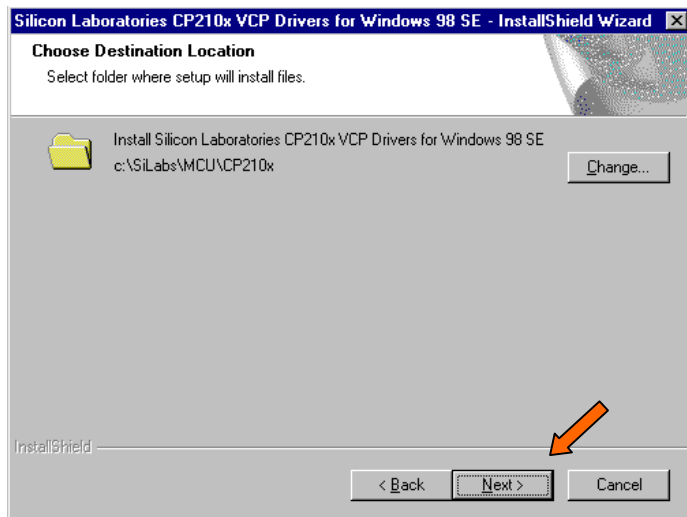 Silicon Laboratories CP210x VCP Drivers for Windows 98 SE - InstallShield Wizard
Choose Destination Location
Select folder where setup will install files.
Install Silicon Laboratories CP210x VCP Drivers for Windows 98 SE
c:\SiLabs\MCU\CP210x
Change...
InstallShield
< Back
Next >
Cancel